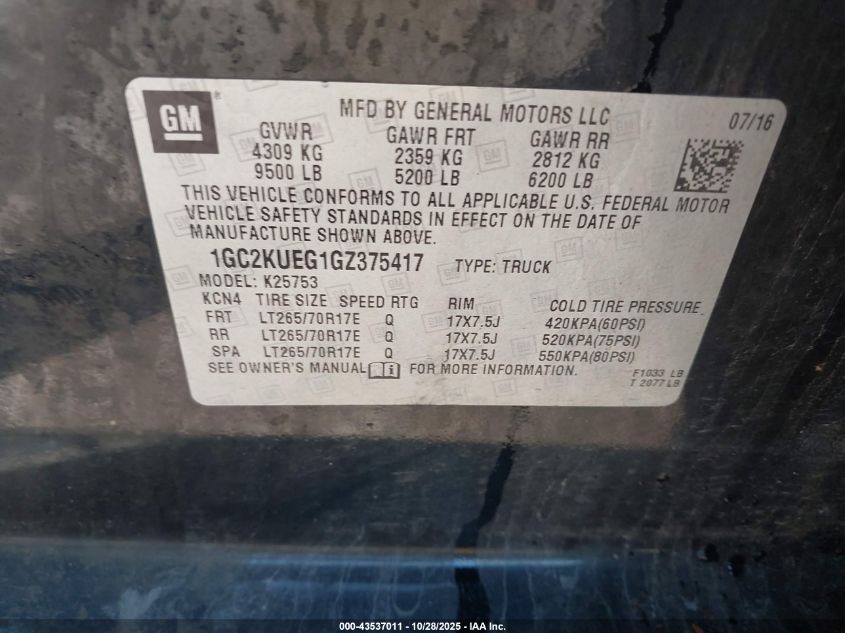 GM ®
MFD BY GENERAL MOTORS LLC 07/16
GVWR GAWR FRT GAWR RR
4309 KG 2359 KG 2812 KG
9500 LB 5200 LB 6200 LB
THIS VEHICLE CONFORMS TO ALL APPLICABLE U.S. FEDERAL MOTOR
VEHICLE SAFETY STANDARDS IN EFFECT ON THE DATE OF
MANUFACTURE SHOWN ABOVE.
1GC2KUEG1GZ375417 TYPE: TRUCK
MODEL: K25753
KCN4 TIRE SIZE SPEED RTG RIM COLD TIRE PRESSURE
FRT LT265/70R17E Q 17X7.5J 420KPA(60PSI)
RR LT265/70R17E Q 17X7.5J 520KPA(75PSI)
SPA LT265/70R17E Q 17X7.5J 550KPA(80PSI)
SEE OWNER'S MANUAL i FOR MORE INFORMATION.
F1033 LB
T 2077 LB
000-43537011 - 10/28/2025 - IAA Inc.